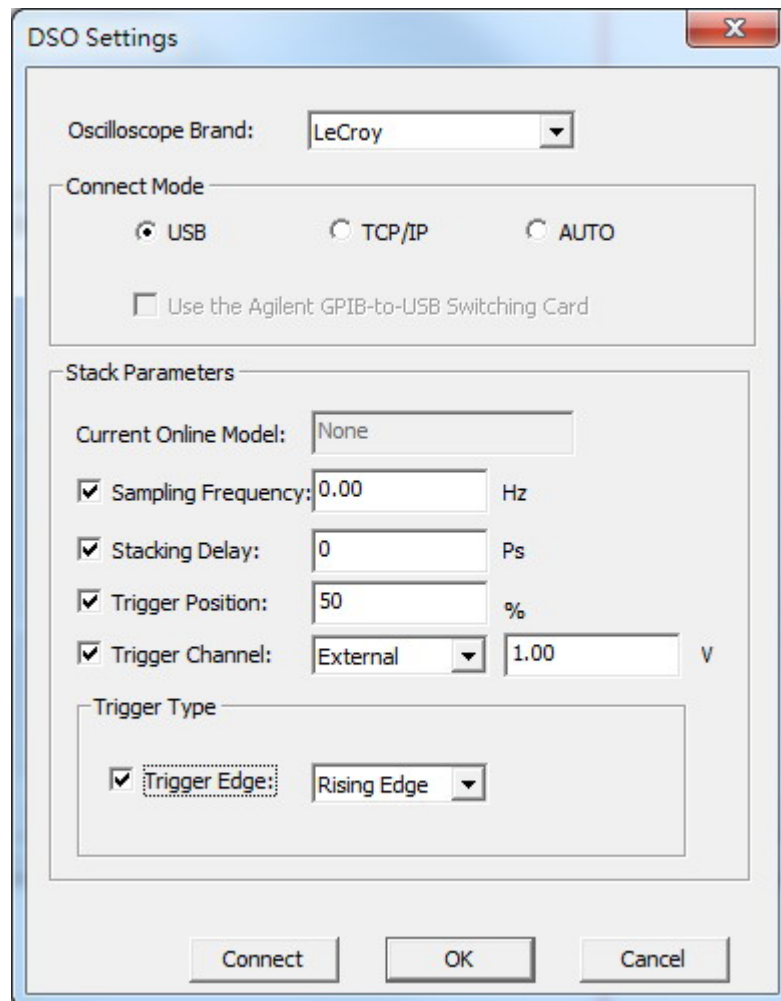 DSO Settings
Oscilloscope Brand: LeCroy
Connect Mode
USB TCP/IP AUTO
Use the Agilent GPIB-to-USB Switching Card
Stack Parameters
Current Online Model: None
Sampling Frequency: 0.00 Hz
Stacking Delay: 0 Ps
Trigger Position: 50 %
Trigger Channel: External 1.00 V
Trigger Type
Trigger Edge: Rising Edge
Connect OK Cancel